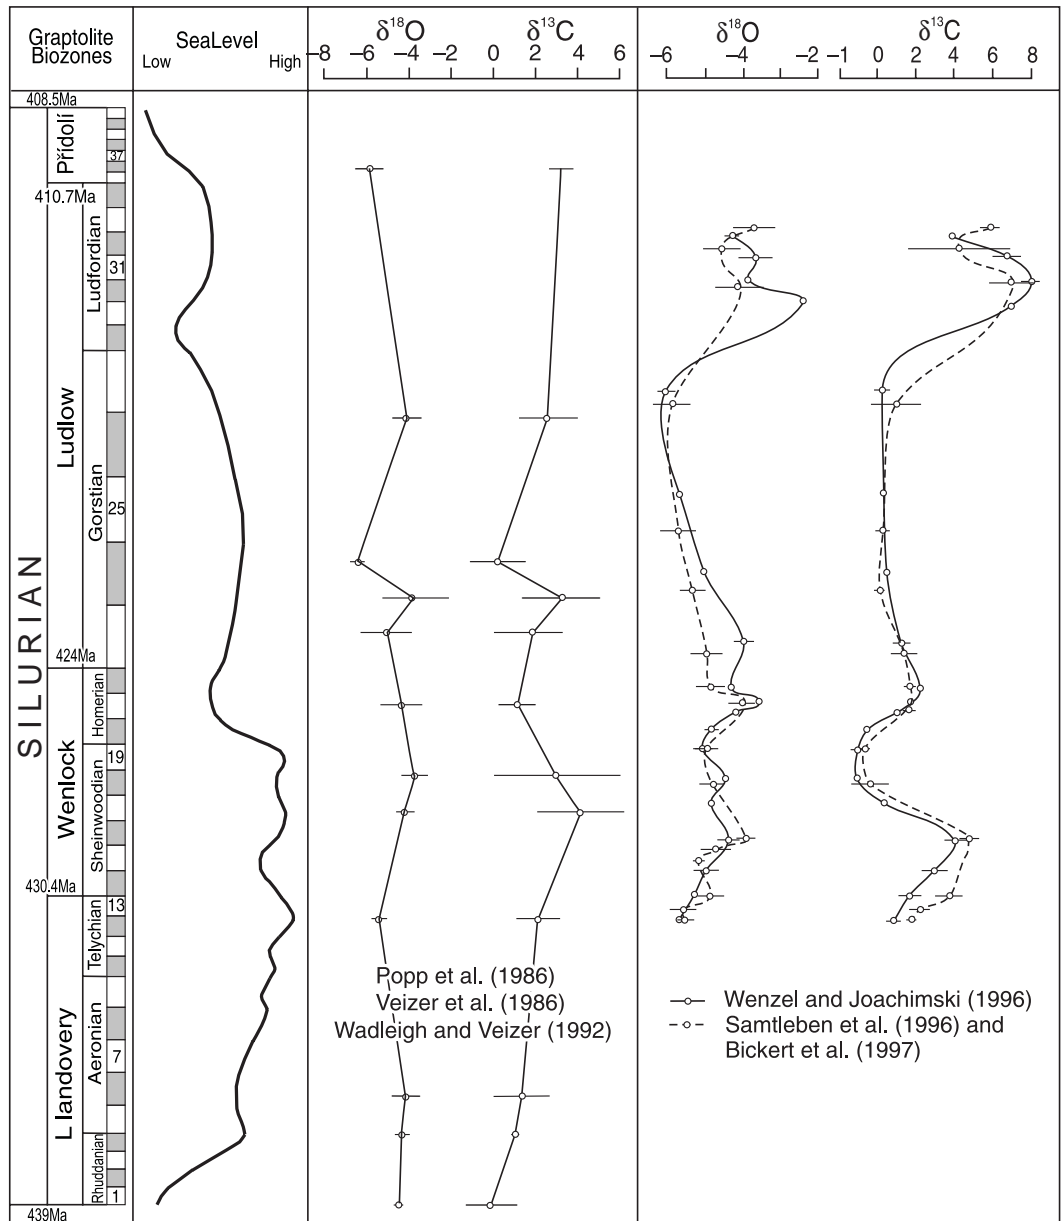 Graptolite
Biozones
SeaLevel
Low
High
δ18O
δ13C
−8 −6 −4 −2 0 2 4 6
δ18O
δ13C
−6 −4 −2 −1 0 2 4 6 8
408.5Ma
Přídolí
37
410.7Ma
Ludfordian
31
Ludlow
Gorstian
25
SILURIAN
424Ma
Homerian
19
Wenlock
Sheinwoodian
430.4Ma
13
Telychian
Popp et al. (1986)
Veizer et al. (1986)
Wadleigh and Veizer (1992)
Wenzel and Joachimski (1996)
Samtleben et al. (1996) and
Bickert et al. (1997)
Llandovery
Aeronian
7
Rhuddanian
1
439Ma